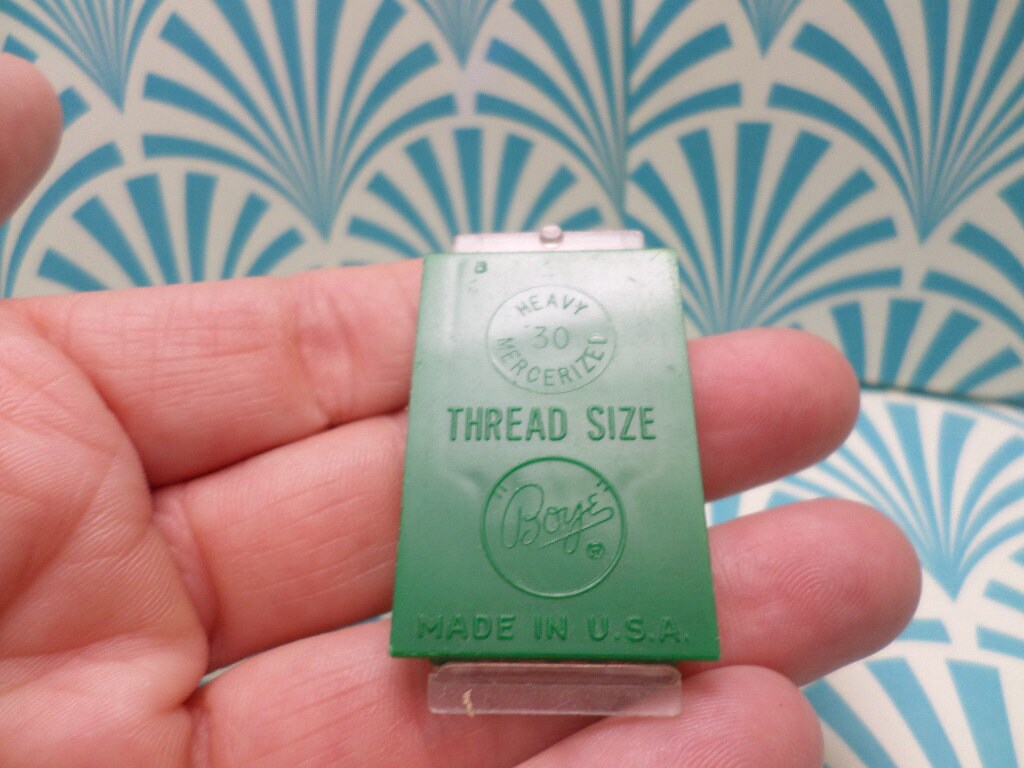 B
HEAVY
30
MERCERIZED
THREAD SIZE
"Boye"
®
MADE IN U.S.A.